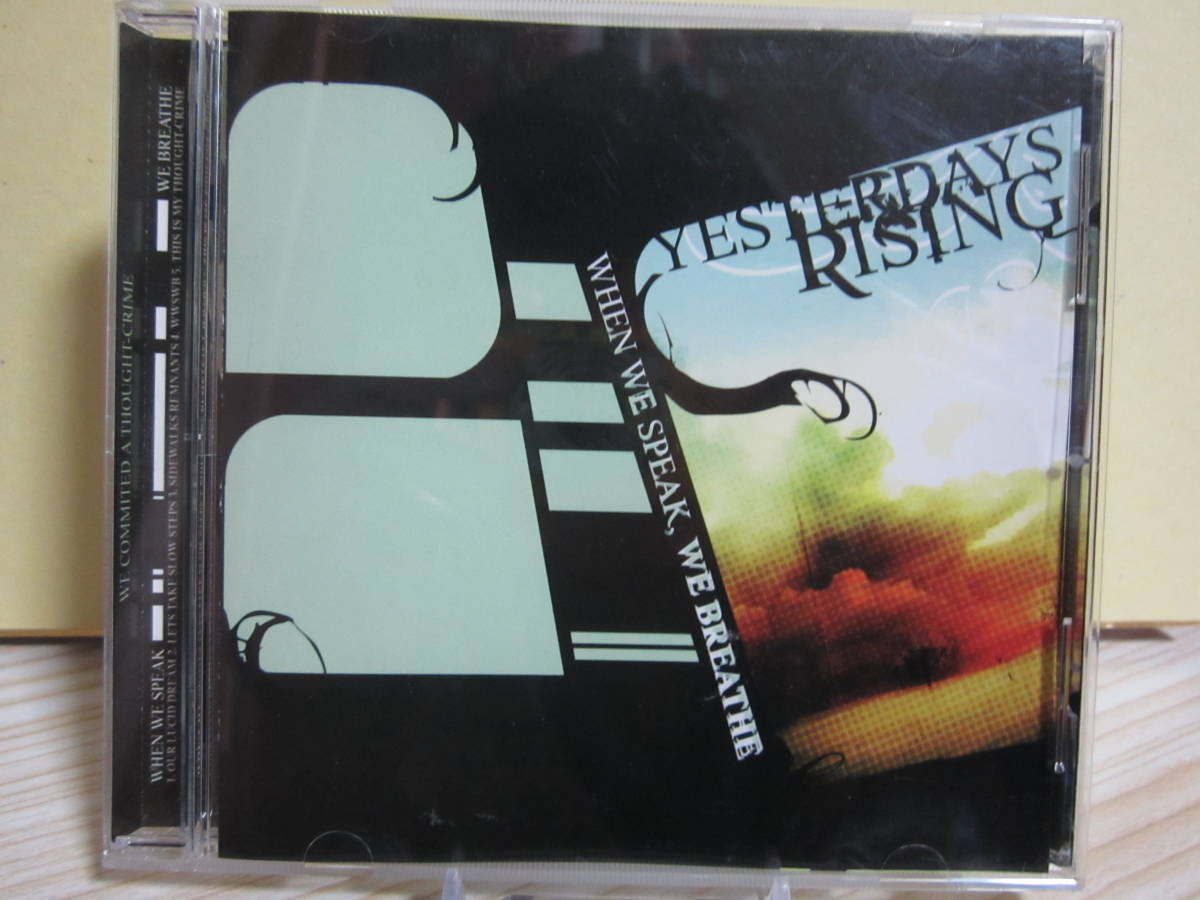 WE COMMITED A THOUGHT-CRIME
WHEN WE SPEAK WE BREATHE
1. OUR LUCID DREAM 2. LETS TAKE SLOW STEPS 3. SIDEWALKS REMNANTS 4. WWSWB 5. THIS IS MY THOUGHT-CRIME
YESTERDAYS
RISING
WHEN WE SPEAK, WE BREATHE